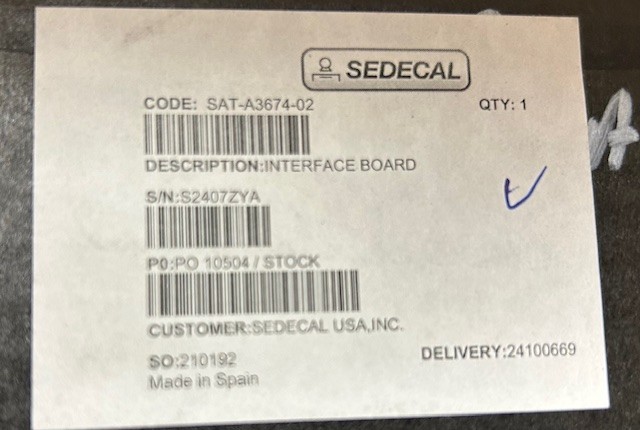 SEDECAL
CODE: SAT-A3674-02 QTY: 1
DESCRIPTION:INTERFACE BOARD
S/N:S2407ZYA
PO:PO 10504 / STOCK
CUSTOMER:SEDECAL USA,INC.
SO:210192 DELIVERY:24100669
Made in Spain